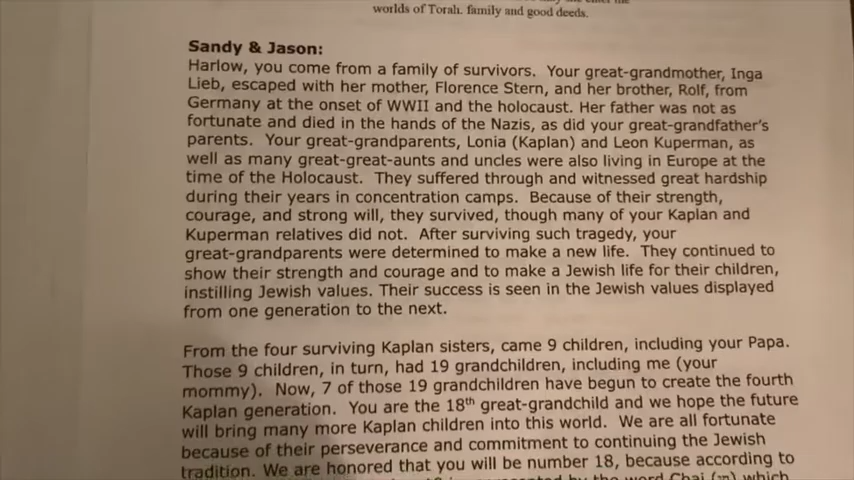 worlds of Torah. family and good deeds.
Sandy & Jason:
Harlow, you come from a family of survivors. Your great-grandmother, Inga
Lieb, escaped with her mother, Florence Stern, and her brother, Rolf, from
Germany at the onset of WWII and the holocaust. Her father was not as
fortunate and died in the hands of the Nazis, as did your great-grandfather's
parents. Your great-grandparents, Lonia (Kaplan) and Leon Kuperman, as
well as many great-great-aunts and uncles were also living in Europe at the
time of the Holocaust. They suffered through and witnessed great hardship
during their years in concentration camps. Because of their strength,
courage, and strong will, they survived, though many of your Kaplan and
Kuperman relatives did not. After surviving such tragedy, your
great-grandparents were determined to make a new life. They continued to
show their strength and courage and to make a Jewish life for their children,
instilling Jewish values. Their success is seen in the Jewish values displayed
from one generation to the next.
From the four surviving Kaplan sisters, came 9 children, including your Papa.
Those 9 children, in turn, had 19 grandchildren, including me (your
mommy). Now, 7 of those 19 grandchildren have begun to create the fourth
Kaplan generation. You are the 18th great-grandchild and we hope the future
will bring many more Kaplan children into this world. We are all fortunate
because of their perseverance and commitment to continuing the Jewish
tradition. We are honored that you will be number 18, because according to
by the word Chai (חי) which